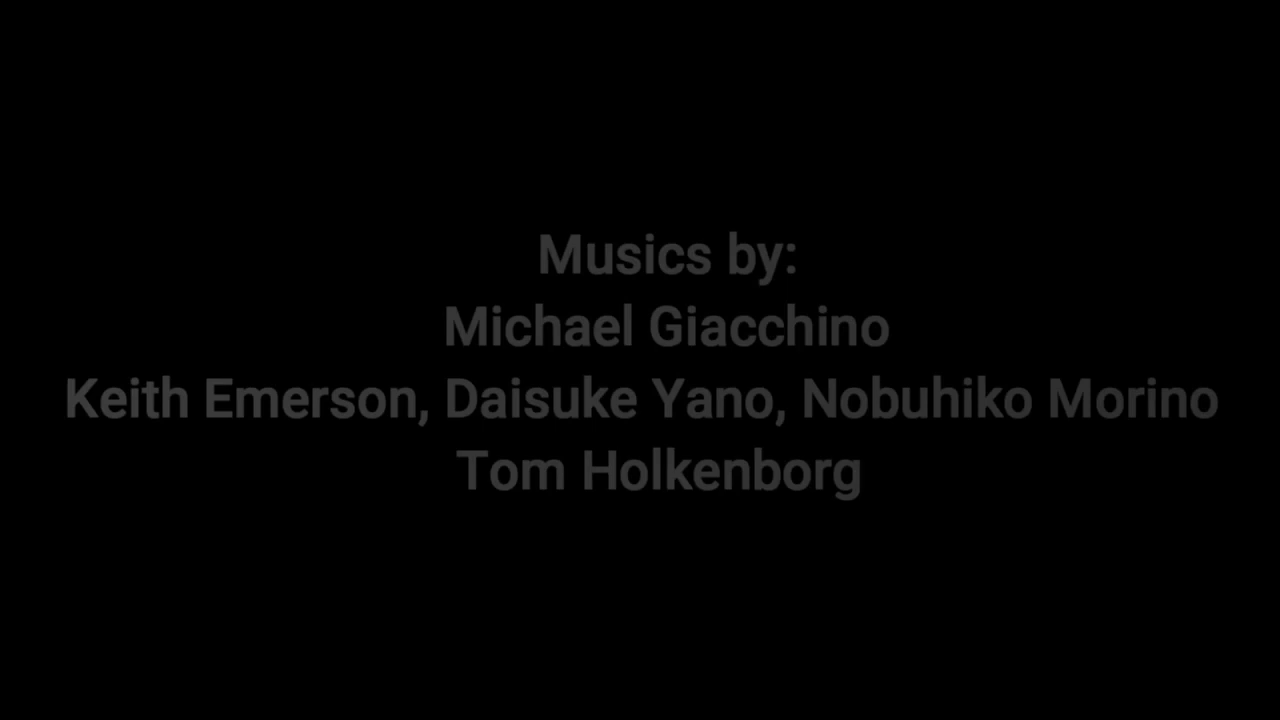 Musics by:
Michael Giacchino
Keith Emerson, Daisuke Yano, Nobuhiko Morino
Tom Holkenborg